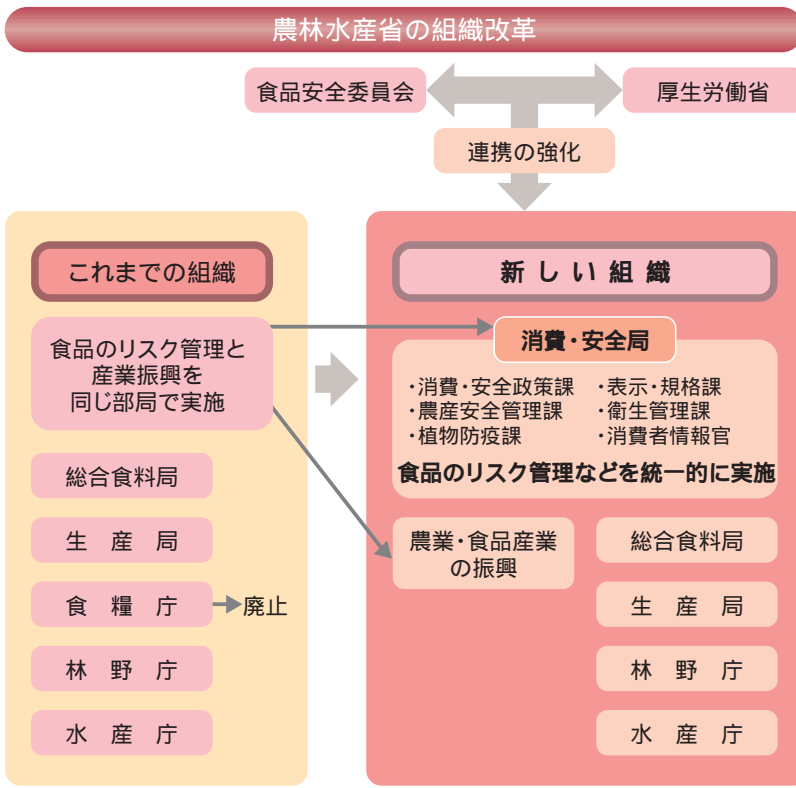 農林水産省の組織改革
食品安全委員会
厚生労働省
連携の強化
これまでの組織
食品のリスク管理と
産業振興を
同じ部局で実施
総合食料局
生産局
食糧庁
廃止
林野庁
水産庁
新しい組織
消費・安全局
・消費・安全政策課
・表示・規格課
・農産安全管理課
・衛生管理課
・植物防疫課
・消費者情報官
食品のリスク管理などを統一的に実施
農業・食品産業
の振興
総合食料局
生産局
林野庁
水産庁